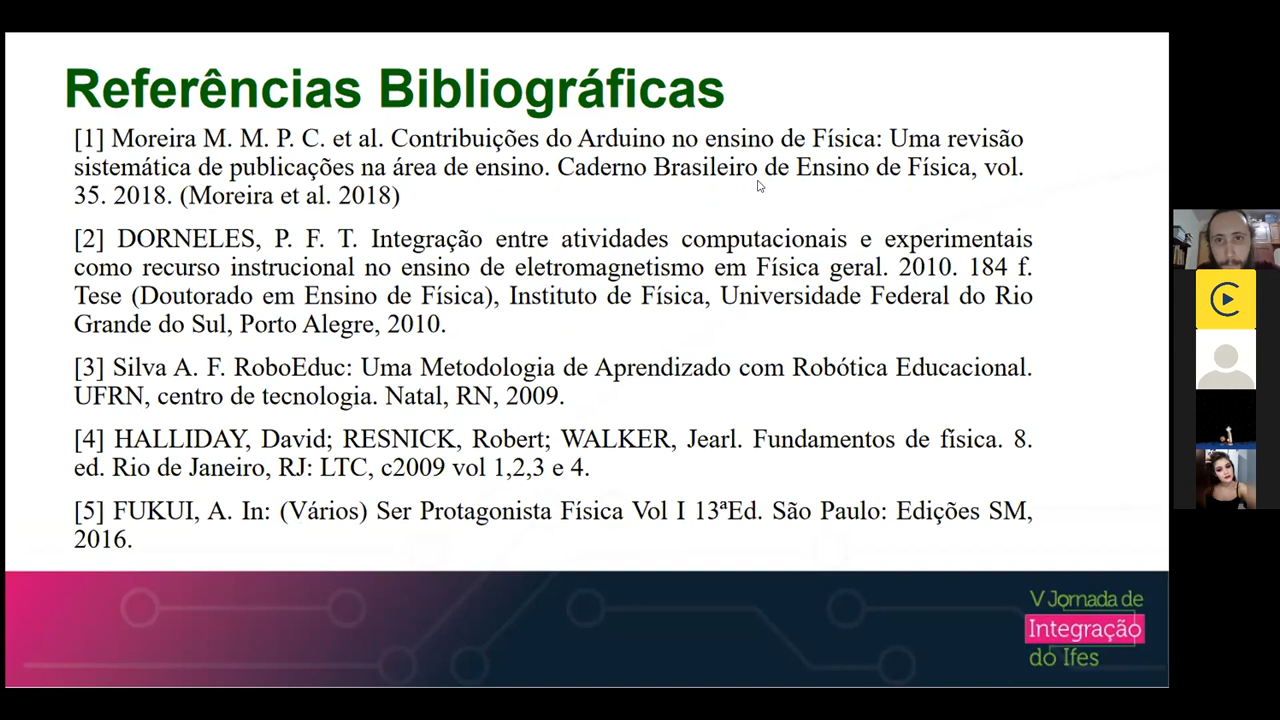 Referências Bibliográficas
[1] Moreira M. M. P. C. et al. Contribuições do Arduino no ensino de Física: Uma revisão
sistemática de publicações na área de ensino. Caderno Brasileiro de Ensino de Física, vol.
35. 2018. (Moreira et al. 2018)
[2] DORNELES, P. F. T. Integração entre atividades computacionais e experimentais
como recurso instrucional no ensino de eletromagnetismo em Física geral. 2010. 184 f.
Tese (Doutorado em Ensino de Física), Instituto de Física, Universidade Federal do Rio
Grande do Sul, Porto Alegre, 2010.
[3] Silva A. F. RoboEduc: Uma Metodologia de Aprendizado com Robótica Educacional.
UFRN, centro de tecnologia. Natal, RN, 2009.
[4] HALLIDAY, David; RESNICK, Robert; WALKER, Jearl. Fundamentos de física. 8.
ed. Rio de Janeiro, RJ: LTC, c2009 vol 1,2,3 e 4.
[5] FUKUI, A. In: (Vários) Ser Protagonista Física Vol I 13ªEd. São Paulo: Edições SM,
2016.
V Jornada de
Integração
do Ifes